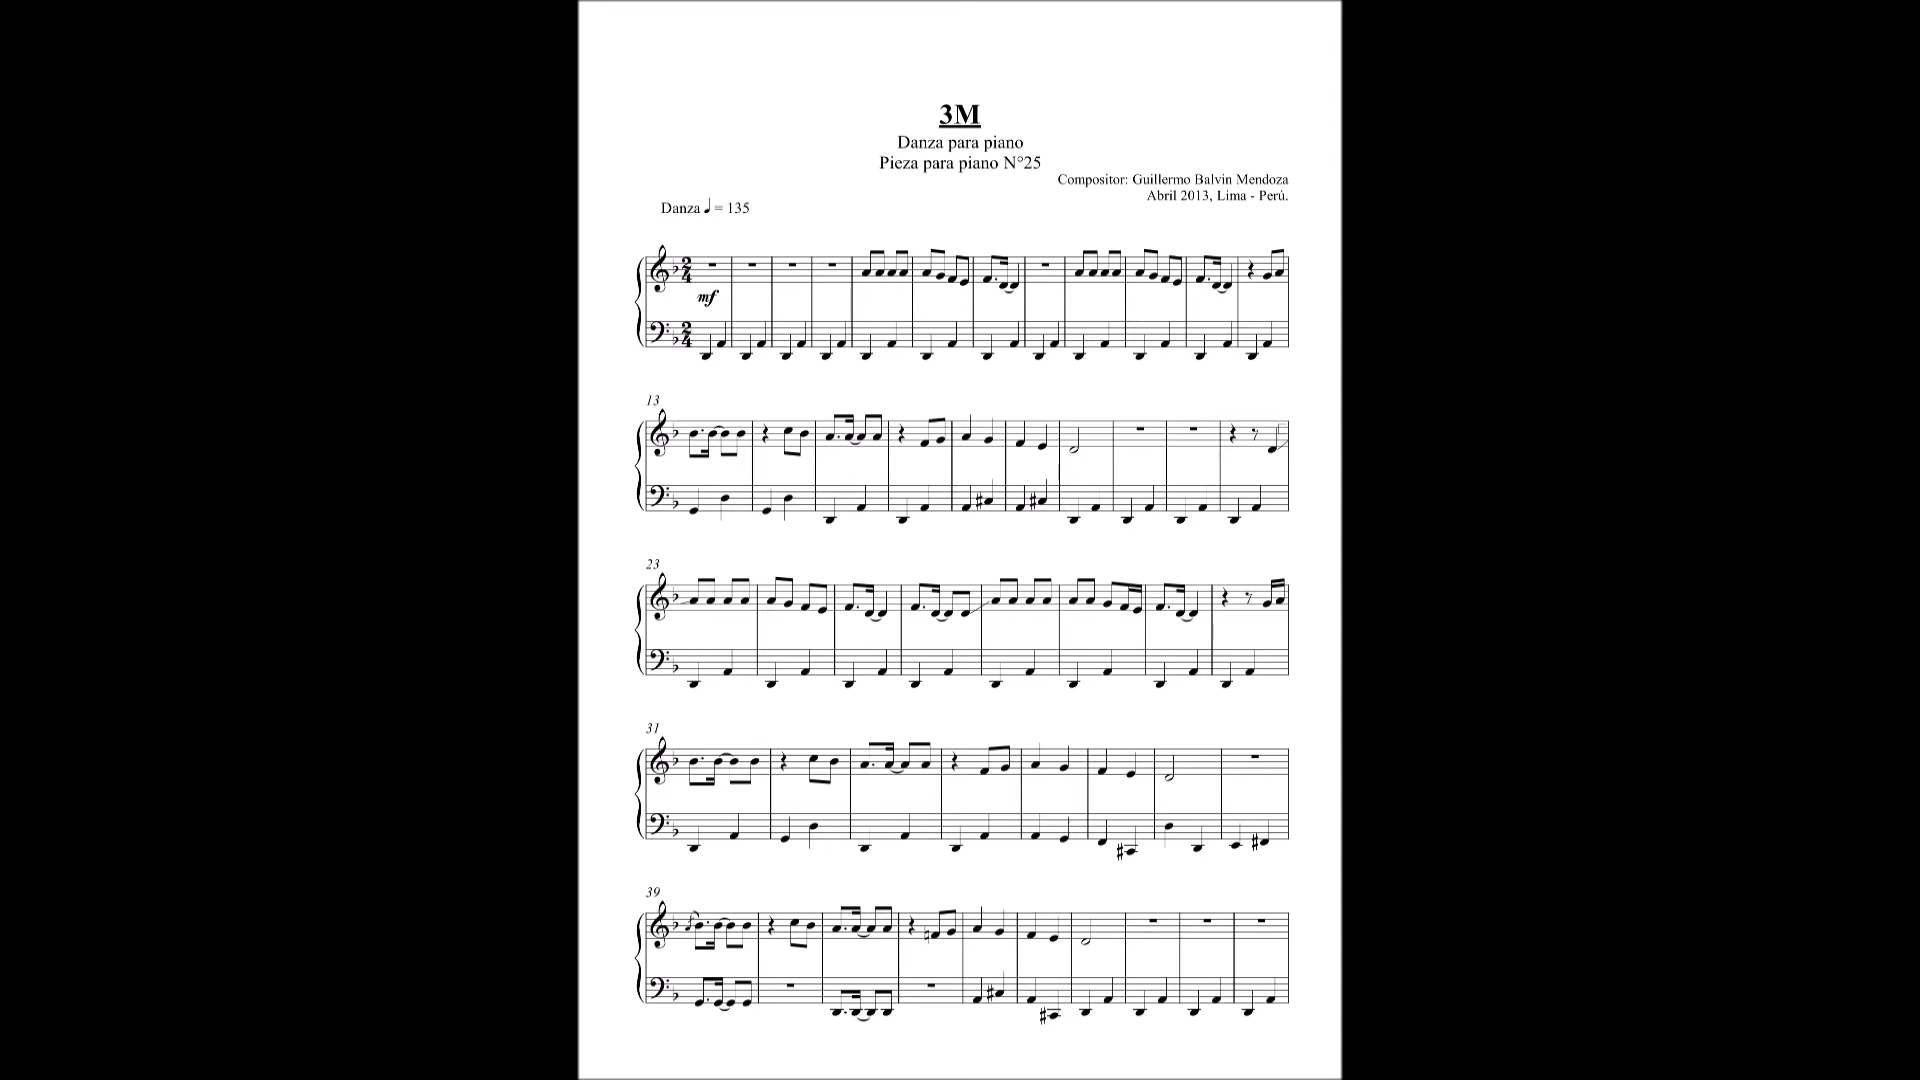 3M
Danza para piano
Pieza para piano N°25
Compositor: Guillermo Balvin Mendoza
Abril 2013, Lima - Perú.
Danza ♩ = 135
mf
13
23
31
39